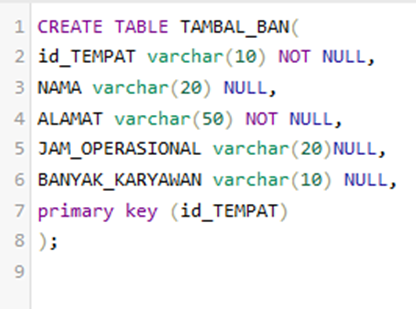 1 CREATE TABLE TAMBAL_BAN(
2 id_TEMPAT varchar(10) NOT NULL,
3 NAMA varchar(20) NULL,
4 ALAMAT varchar(50) NOT NULL,
5 JAM_OPERASIONAL varchar(20)NULL,
6 BANYAK_KARYAWAN varchar(10) NULL,
7 primary key (id_TEMPAT)
8 );
9